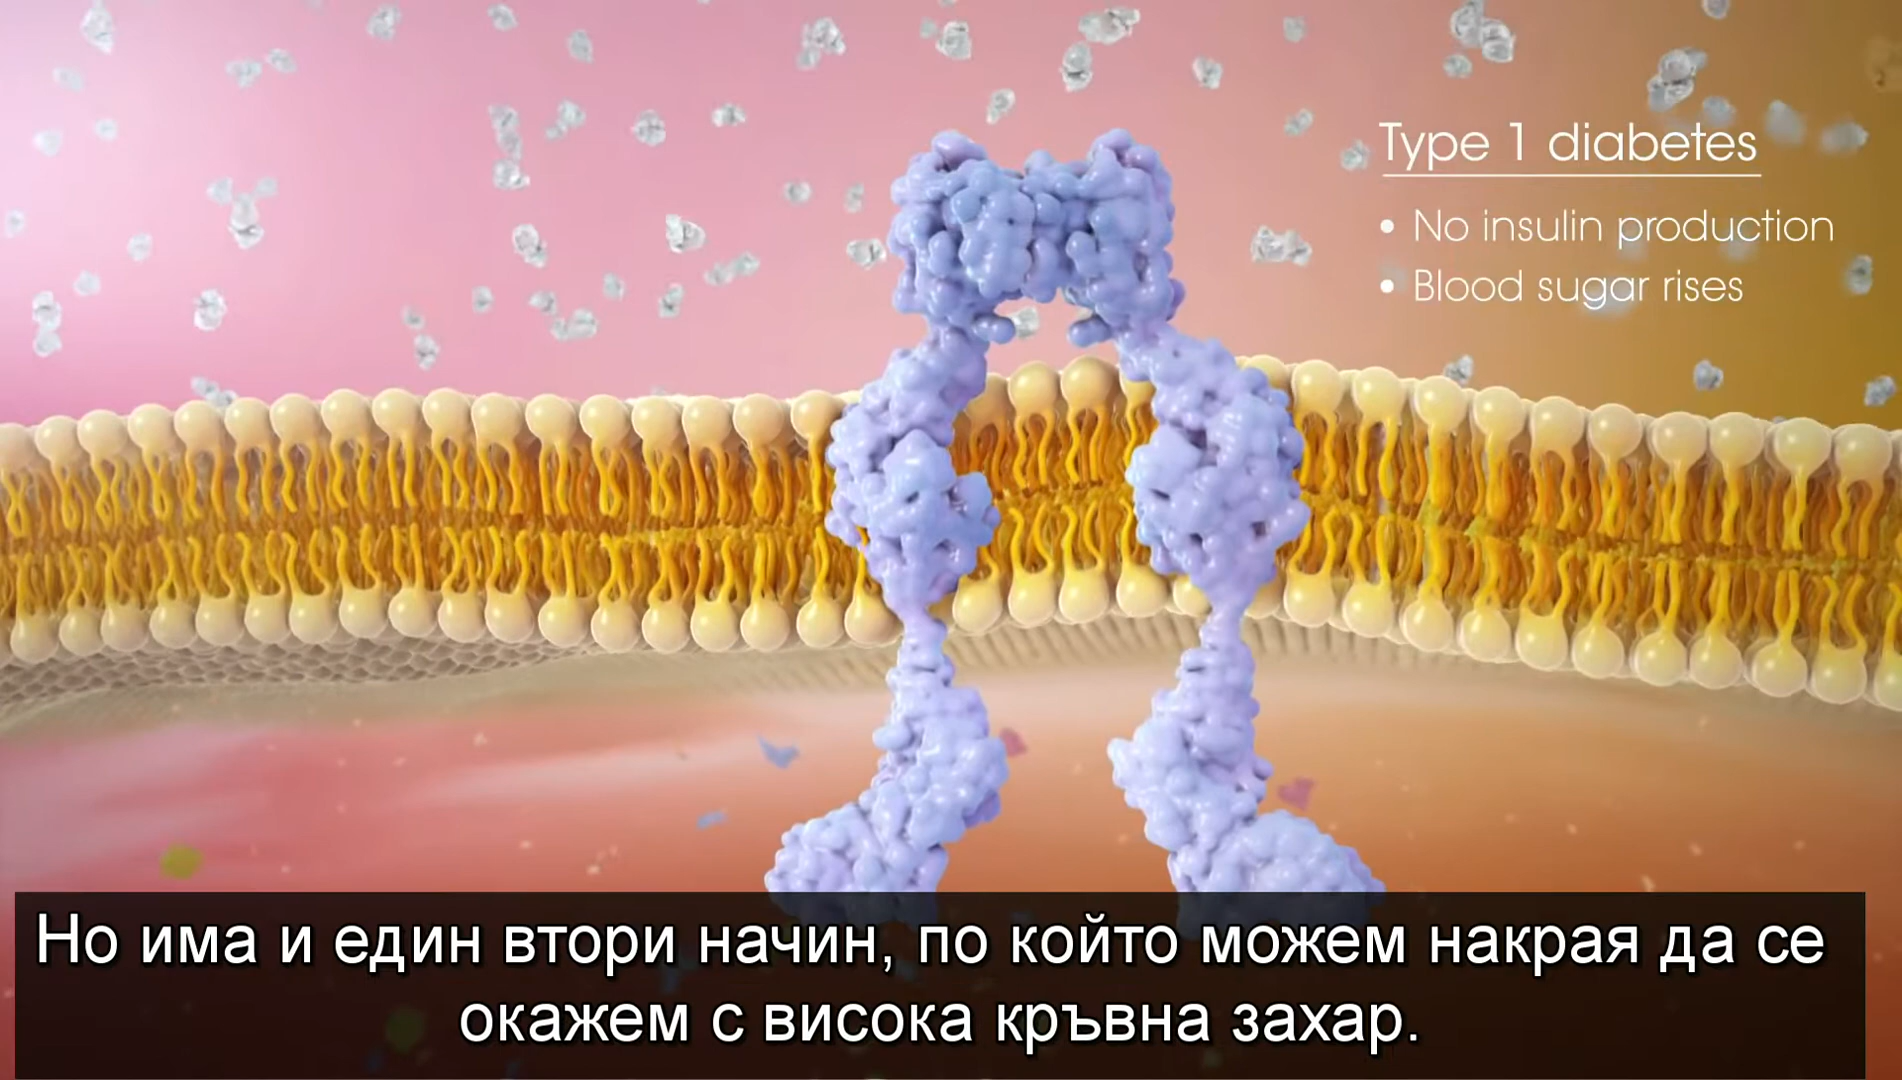 Type 1 diabetes
• No insulin production
• Blood sugar rises
Но има и един втори начин, по който можем накрая да се
окажем с висока кръвна захар.